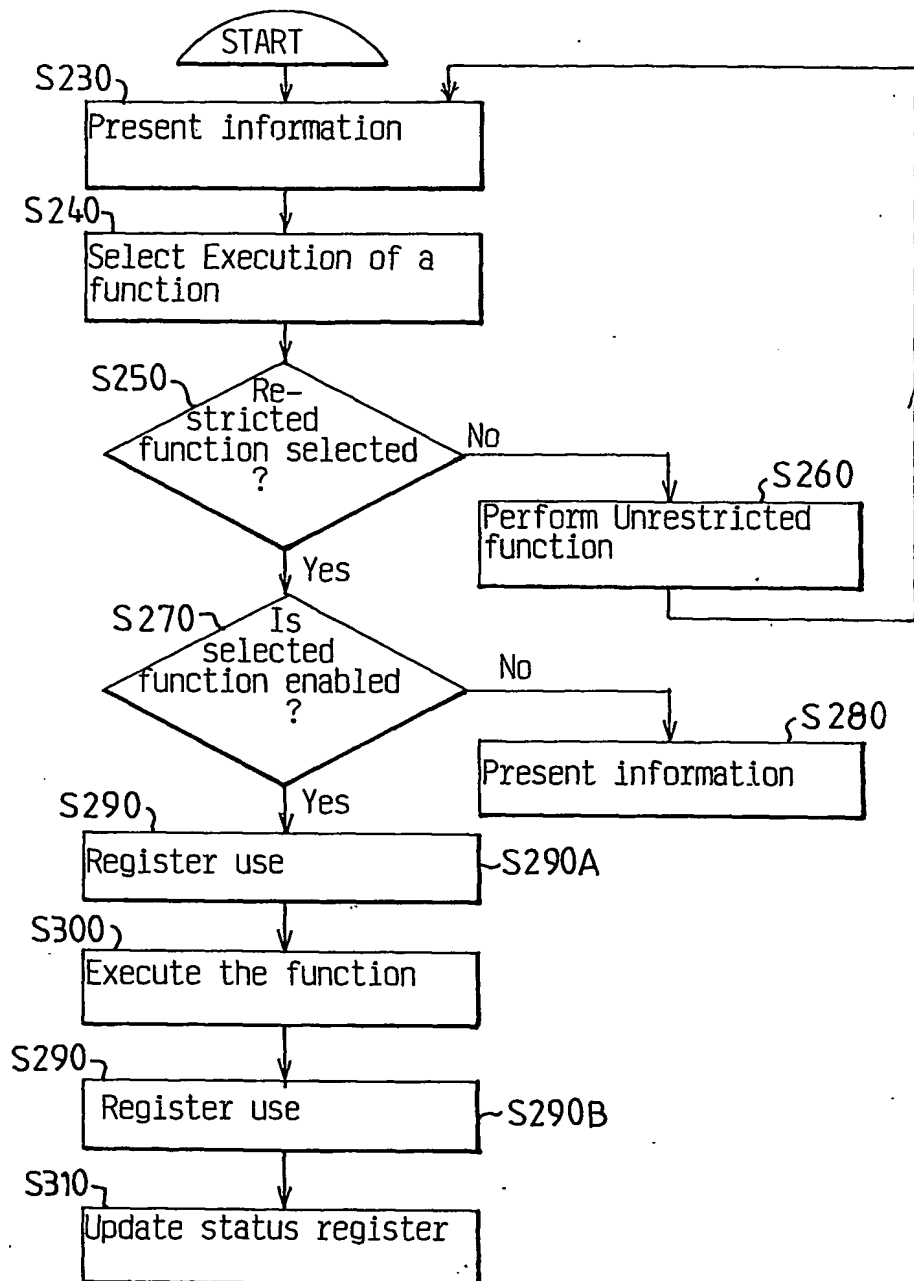 START
S230
Present information
S240
Select Execution of a
function
S250
Re-
stricted
function selected
?
No
S260
Perform Unrestricted
function
Yes
S270
Is
selected
function enabled
?
No
S280
Present information
Yes
S290
Register use
S290A
S300
Execute the function
S290
Register use
S290B
S310
Update status register